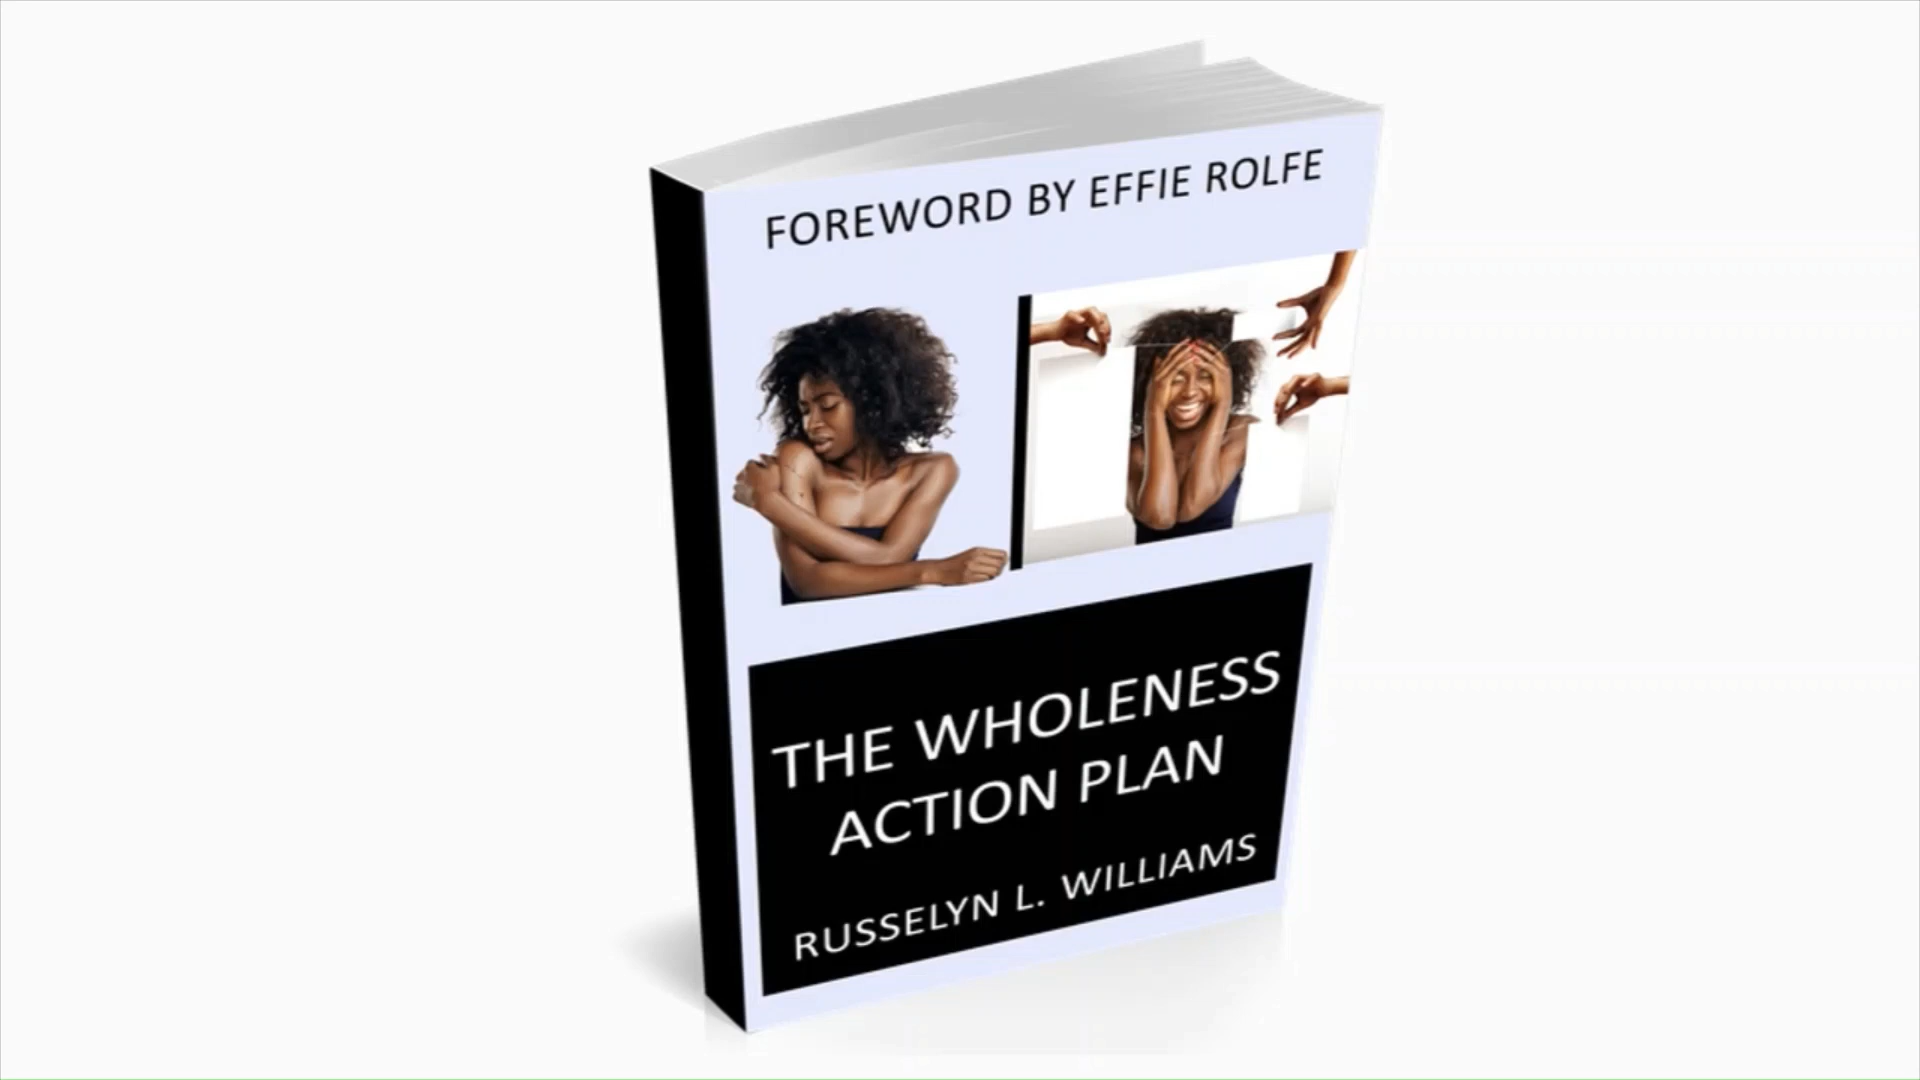 FOREWORD BY EFFIE ROLFE
THE WHOLENESS
ACTION PLAN
RUSSELYN L. WILLIAMS